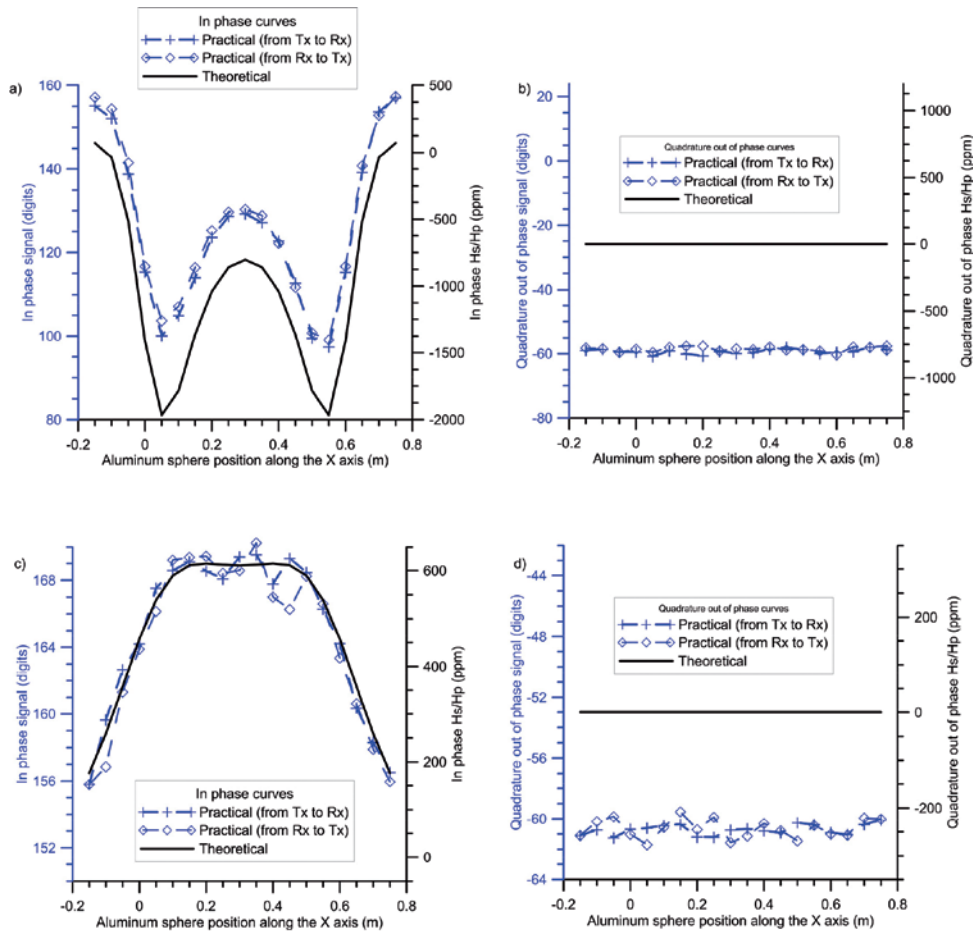 In phase curves
Practical (from Tx to Rx)
Practical (from Rx to Tx)
Theoretical
a)
160
140
120
100
80
In phase signal (digits)
500
0
-500
-1000
-1500
-2000
In phase Hs/Hp (ppm)
-0.2 0 0.2 0.4 0.6 0.8
Aluminum sphere position along the X axis (m)
b)
20
0
-20
-40
-60
-80
Quadrature out of phase signal (digits)
Quadrature out of phase curves
Practical (from Tx to Rx)
Practical (from Rx to Tx)
Theoretical
1000
500
0
-500
-1000
Quadrature out of phase Hs/Hp (ppm)
-0.2 0 0.2 0.4 0.6 0.8
Aluminum sphere position along the X axis (m)
c)
168
164
160
156
152
In phase signal (digits)
In phase curves
Practical (from Tx to Rx)
Practical (from Rx to Tx)
Theoretical
600
400
200
0
In phase Hs/Hp (ppm)
-0.2 0 0.2 0.4 0.6 0.8
Aluminum sphere position along the X axis (m)
d)
-44
-48
-52
-56
-60
-64
Quadrature out of phase signal (digits)
Quadrature out of phase curves
Practical (from Tx to Rx)
Practical (from Rx to Tx)
Theoretical
200
0
-200
Quadrature out of phase Hs/Hp (ppm)
-0.2 0 0.2 0.4 0.6 0.8
Aluminum sphere position along the X axis (m)